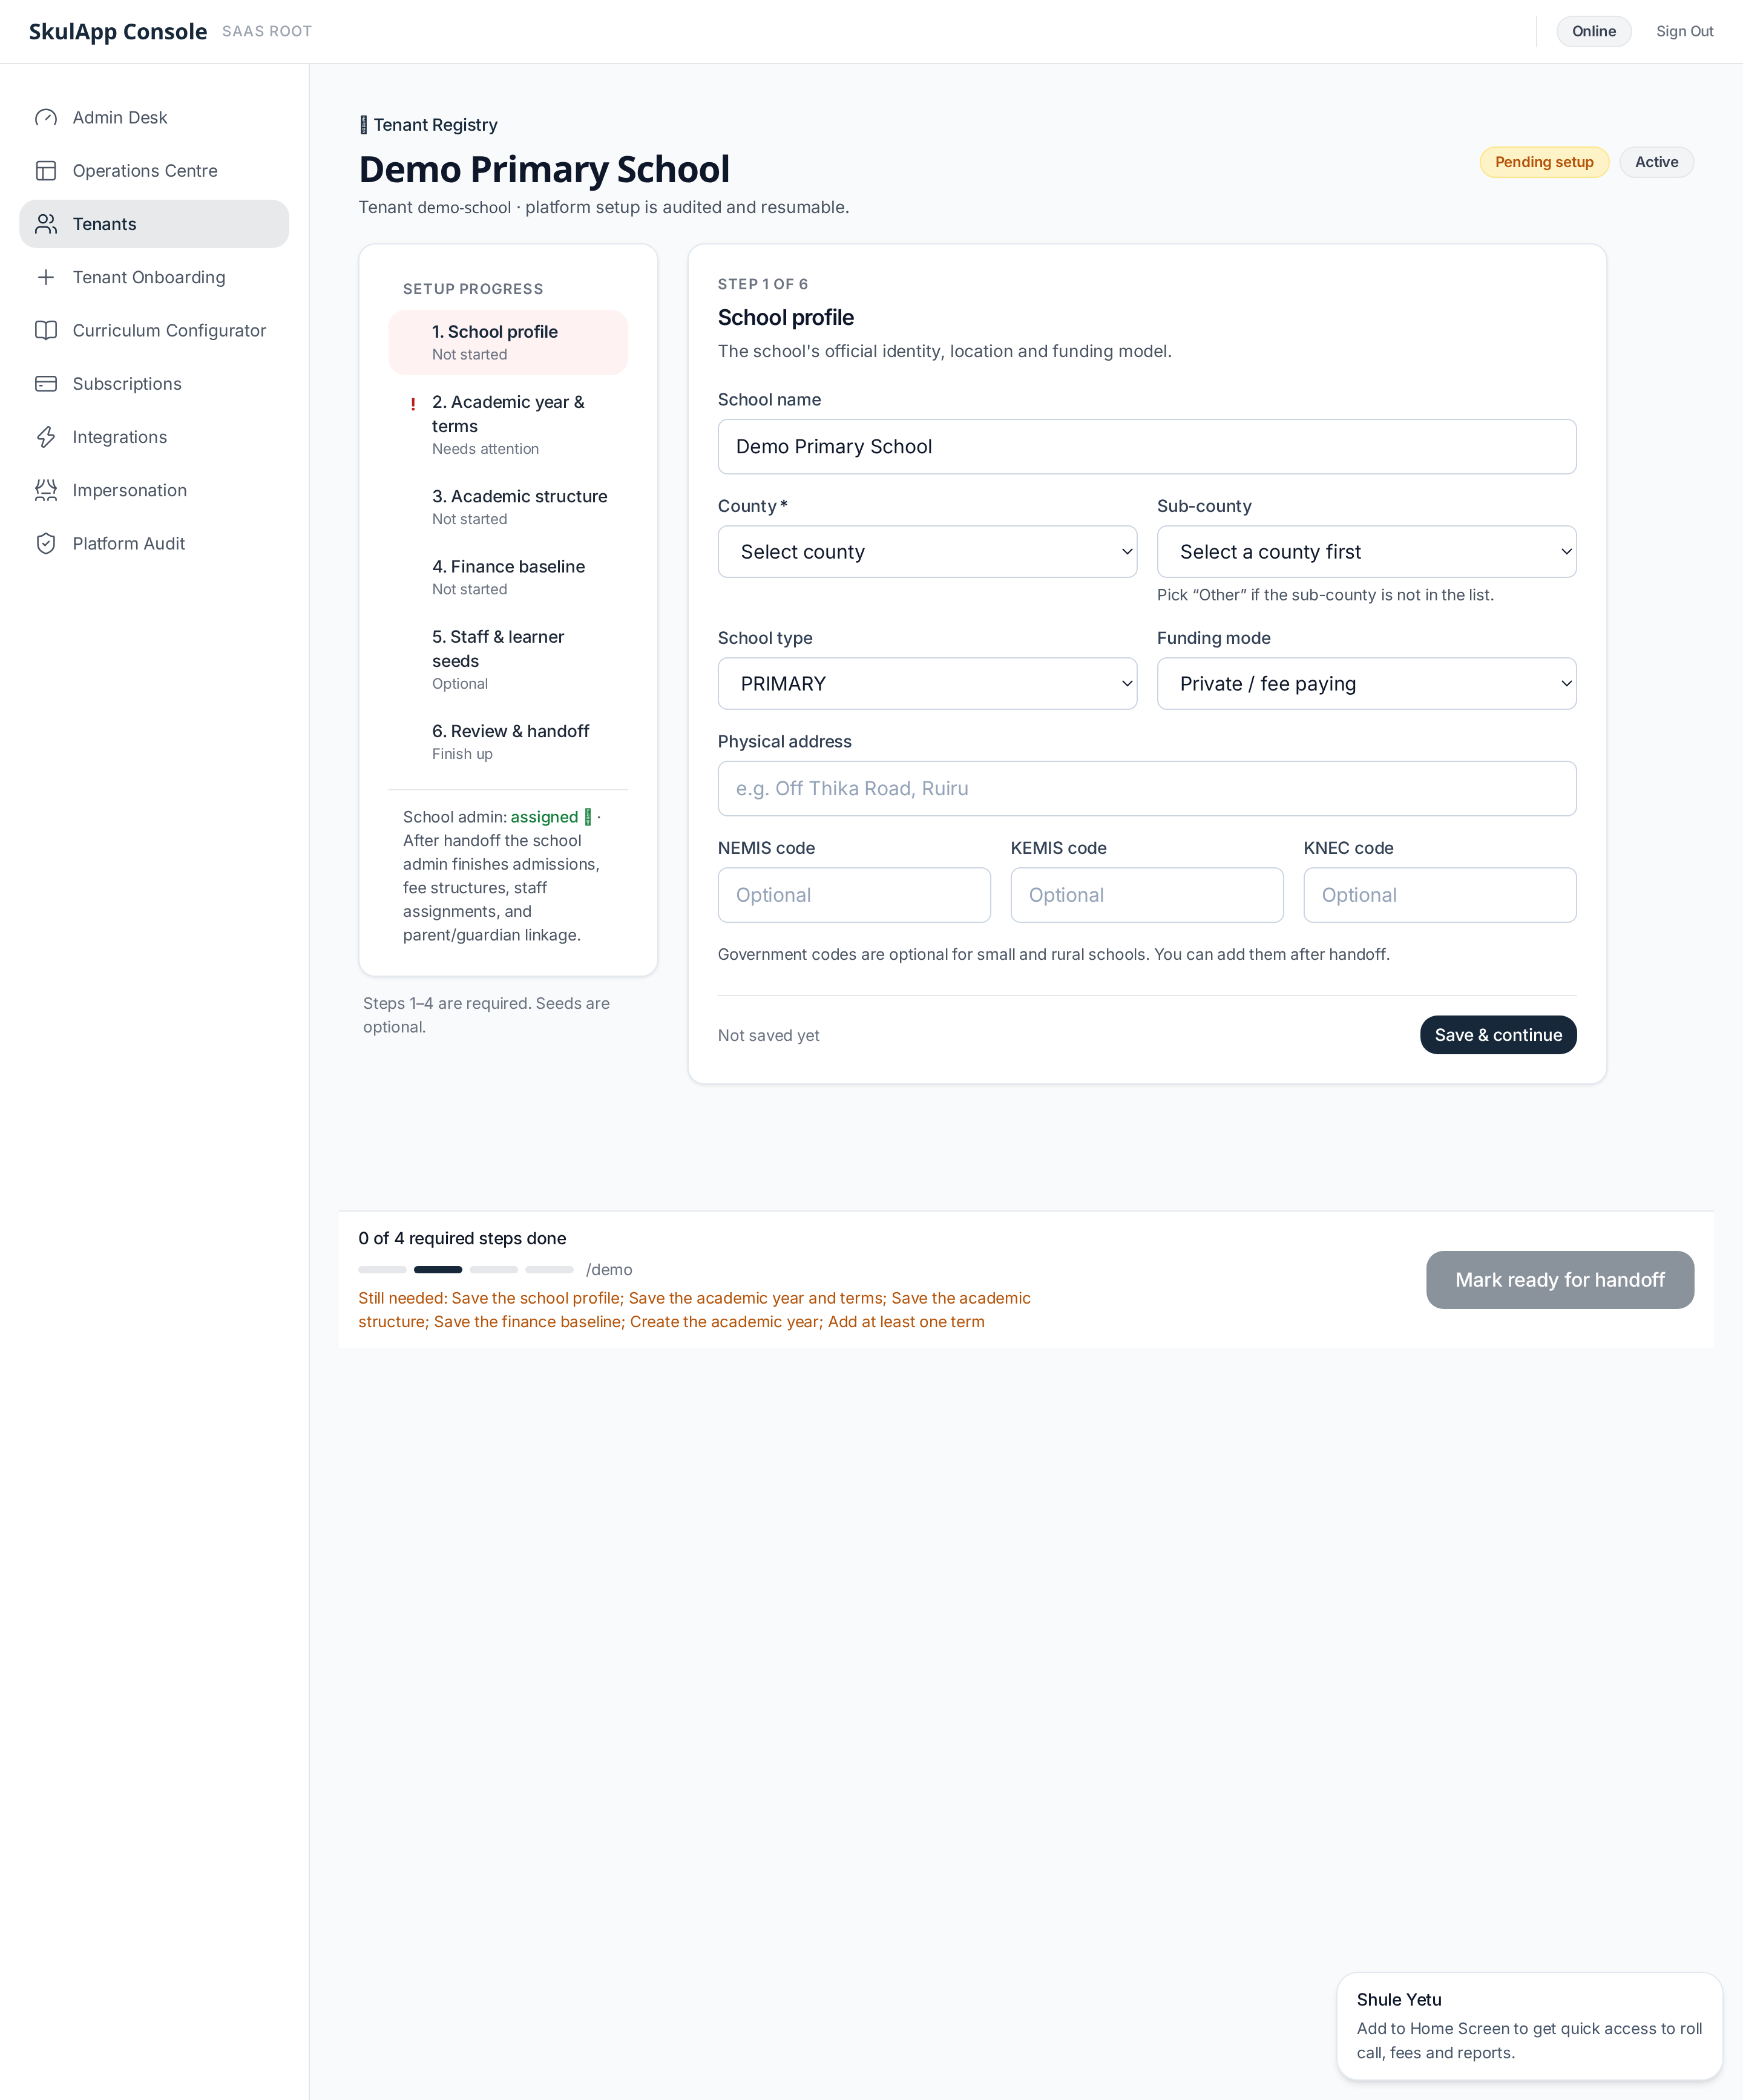 SkulApp Console SAAS ROOT
Online
Sign Out
Admin Desk
Operations Centre
Tenants
Tenant Onboarding
Curriculum Configurator
Subscriptions
Integrations
Impersonation
Platform Audit
Tenant Registry
Demo Primary School
Pending setup
Active
Tenant demo-school · platform setup is audited and resumable.
SETUP PROGRESS
1. School profile
Not started
! 2. Academic year &
terms
Needs attention
3. Academic structure
Not started
4. Finance baseline
Not started
5. Staff & learner
seeds
Optional
6. Review & handoff
Finish up
School admin: assigned ·
After handoff the school
admin finishes admissions,
fee structures, staff
assignments, and
parent/guardian linkage.
Steps 1–4 are required. Seeds are
optional.
STEP 1 OF 6
School profile
The school's official identity, location and funding model.
School name
Demo Primary School
County *
Sub-county
Select county
Select a county first
Pick “Other” if the sub-county is not in the list.
School type
Funding mode
PRIMARY
Private / fee paying
Physical address
e.g. Off Thika Road, Ruiru
NEMIS code
KEMIS code
KNEC code
Optional
Optional
Optional
Government codes are optional for small and rural schools. You can add them after handoff.
Not saved yet
Save & continue
0 of 4 required steps done
/demo
Still needed: Save the school profile; Save the academic year and terms; Save the academic
structure; Save the finance baseline; Create the academic year; Add at least one term
Mark ready for handoff
Shule Yetu
Add to Home Screen to get quick access to roll
call, fees and reports.